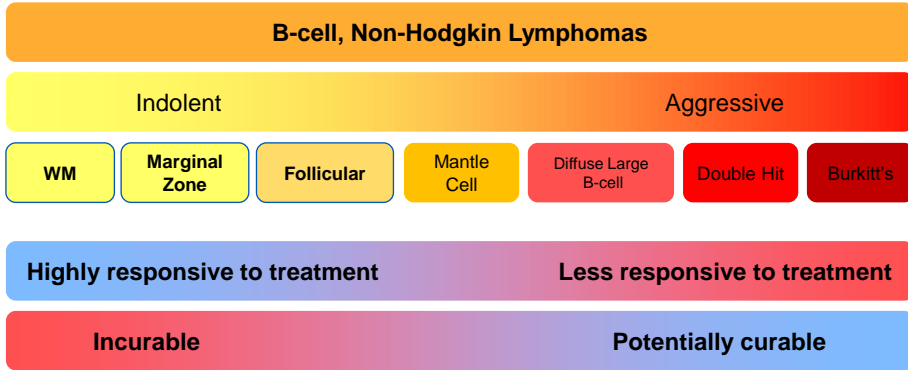 B-cell, Non-Hodgkin Lymphomas
Indolent
Aggressive
WM
Marginal
Zone
Follicular
Mantle
Cell
Diffuse Large
B-cell
Double Hit
Burkitt's
Highly responsive to treatment
Less responsive to treatment
Incurable
Potentially curable